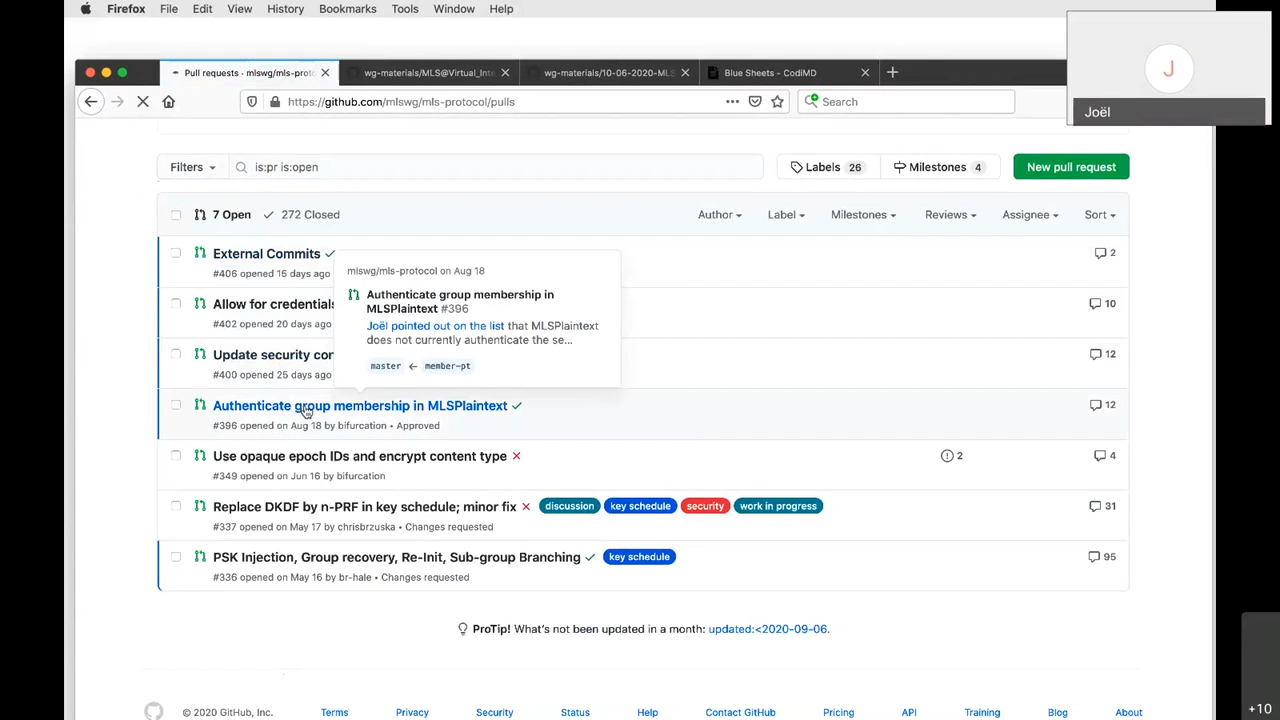 Firefox File Edit View History Bookmarks Tools Window Help
Pull requests · mlswg/mls-proto
wg-materials/MLS@Virtual_Inte
wg-materials/10-06-2020-MLS
Blue Sheets - CodiMD
https://github.com/mlswg/mls-protocol/pulls
Search
J
Joël
Filters
is:pr is:open
Labels 26
Milestones 4
New pull request
7 Open 272 Closed
Author Label Milestones Reviews Assignee Sort
External Commits
2
#406 opened 15 days ago
Allow for credentials
10
#402 opened 20 days ago
Update security con
12
#400 opened 25 days ago
mlswg/mls-protocol on Aug 18
Authenticate group membership in
MLSPlaintext #396
Joël pointed out on the list that MLSPlaintext
does not currently authenticate the se...
master ← member-pt
Authenticate group membership in MLSPlaintext
12
#396 opened on Aug 18 by bifurcation • Approved
Use opaque epoch IDs and encrypt content type
2 4
#349 opened on Jun 16 by bifurcation
Replace DKDF by n-PRF in key schedule; minor fix discussion key schedule security work in progress
31
#337 opened on May 17 by chrisbrzuska • Changes requested
PSK Injection, Group recovery, Re-Init, Sub-group Branching key schedule
95
#336 opened on May 16 by br-hale • Changes requested
ProTip! What's not been updated in a month: updated:<2020-09-06.
© 2020 GitHub, Inc. Terms Privacy Security Status Help Contact GitHub Pricing API Training Blog About
+10